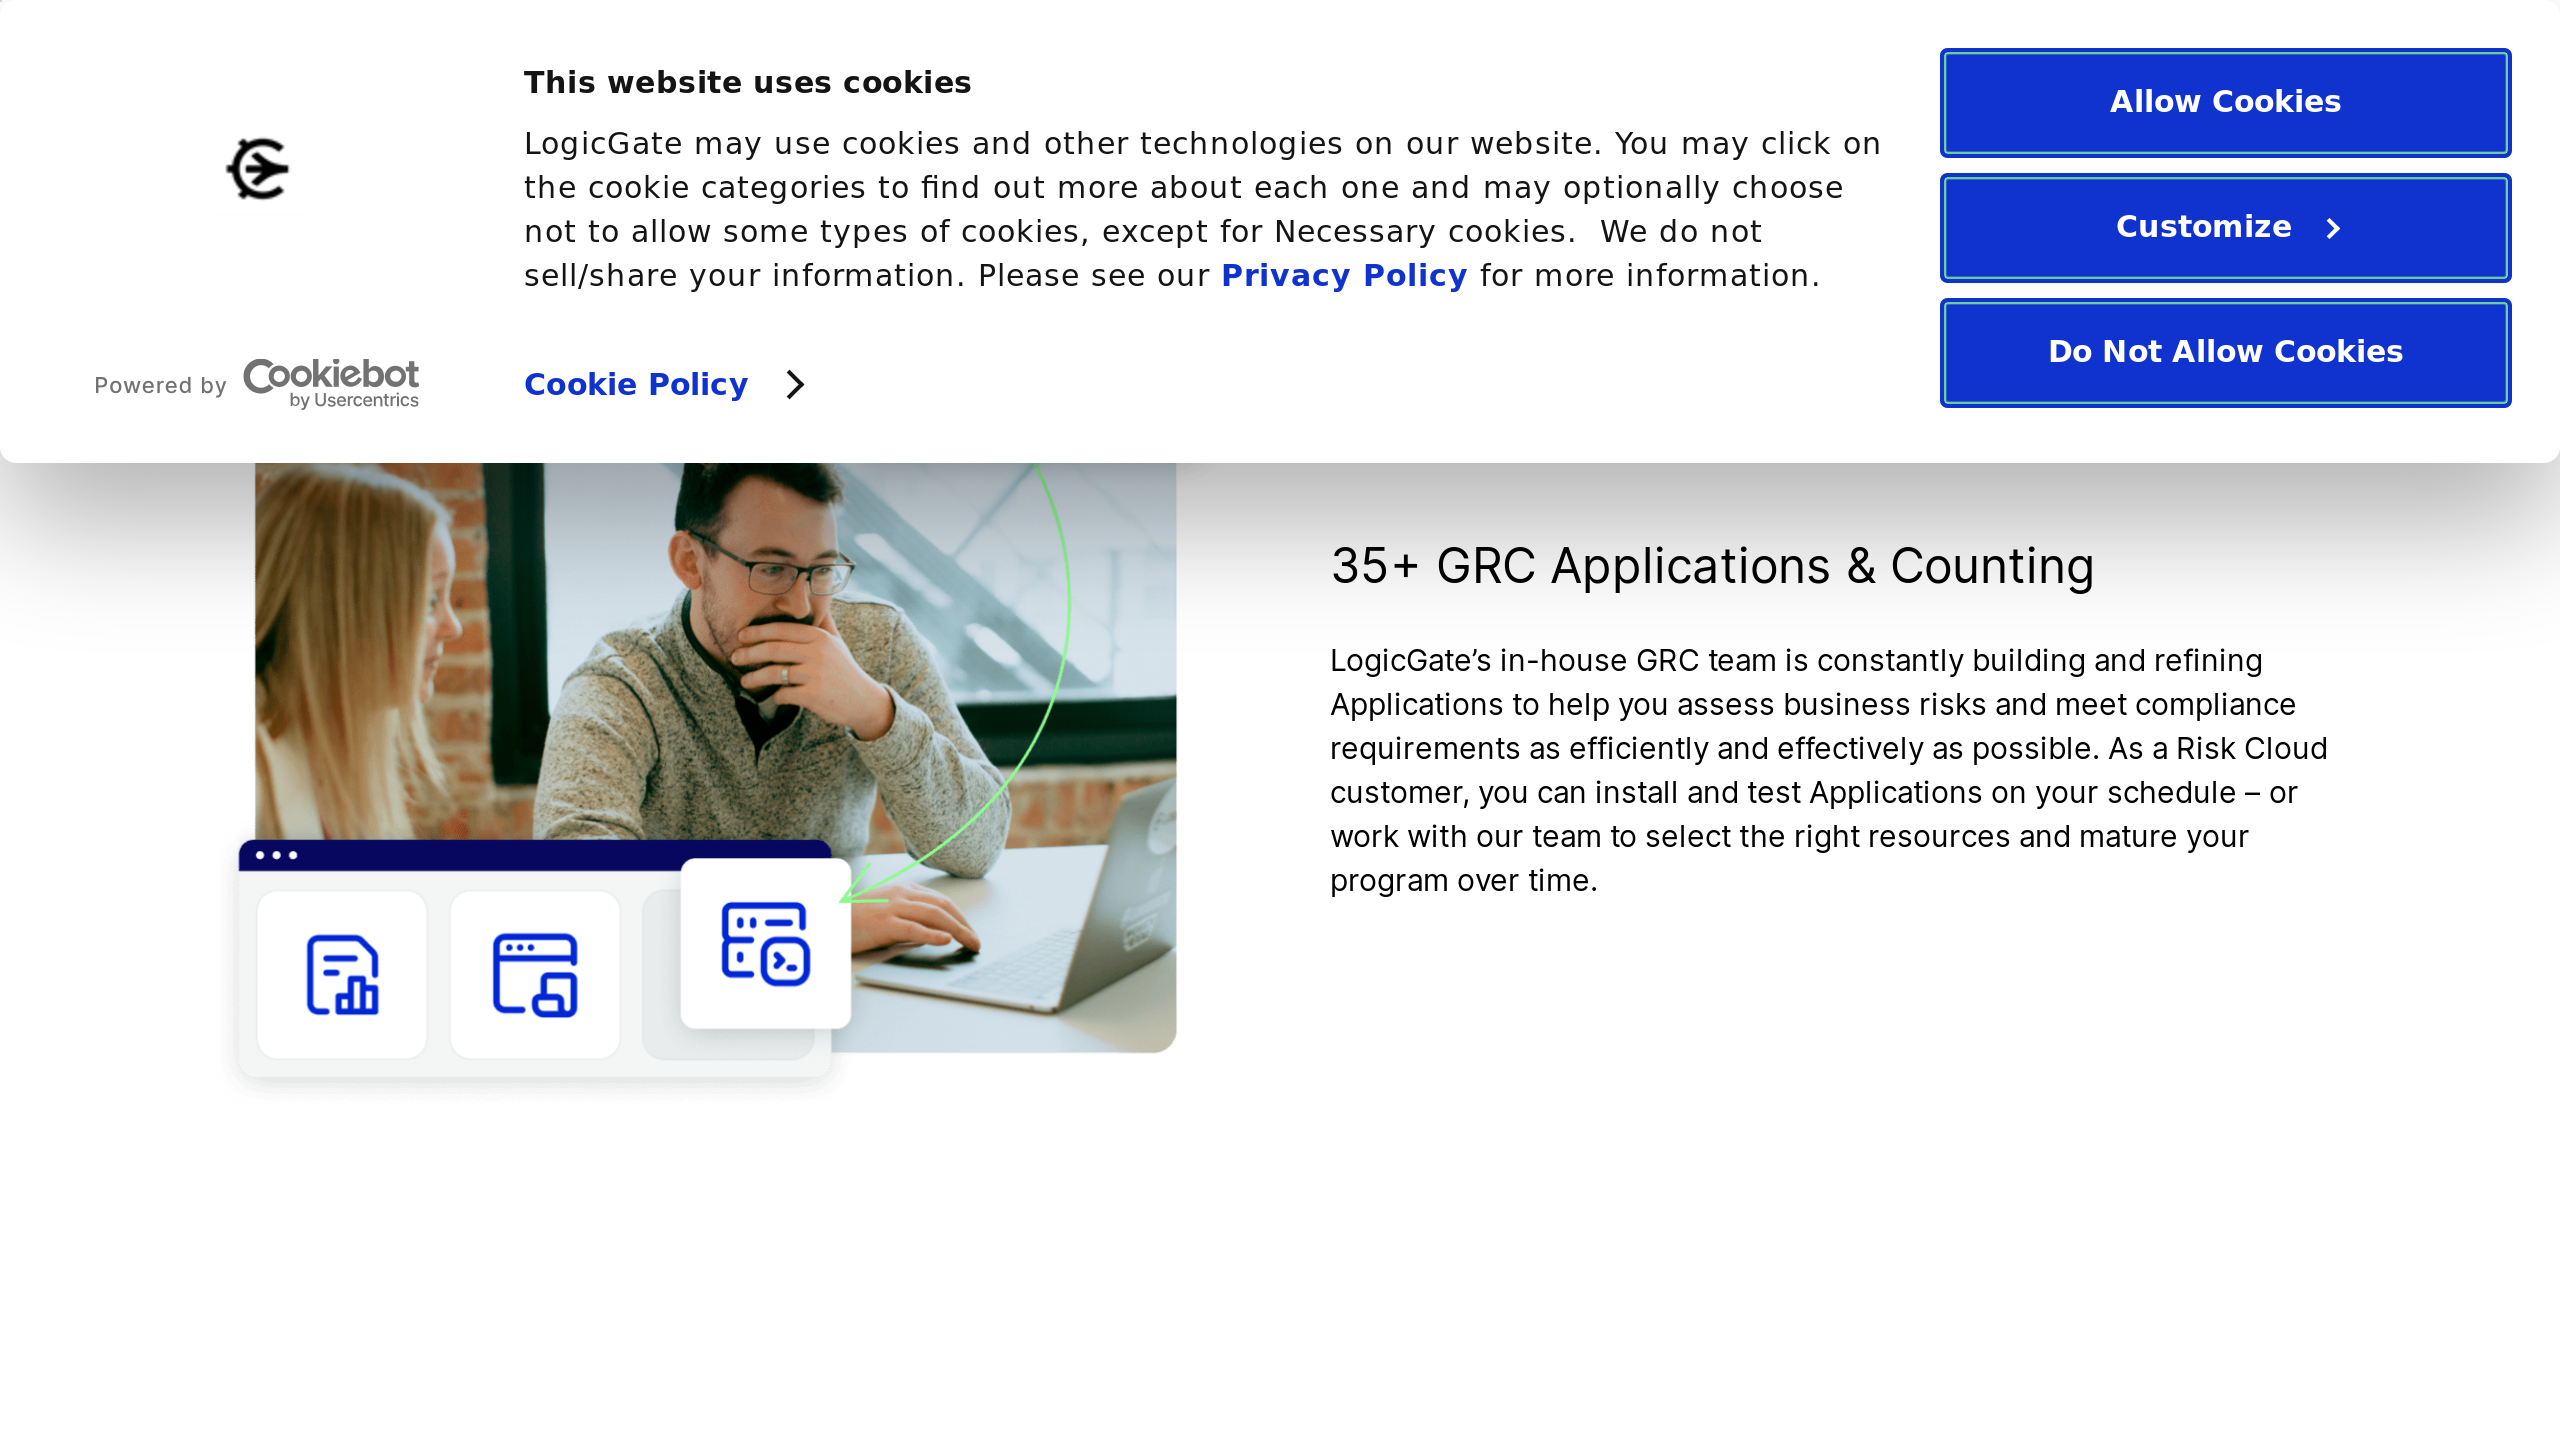 This website uses cookies
LogicGate may use cookies and other technologies on our website. You may click on
the cookie categories to find out more about each one and may optionally choose
not to allow some types of cookies, except for Necessary cookies.  We do not
sell/share your information. Please see our Privacy Policy for more information.
Powered by Cookiebot
by Usercentrics
Cookie Policy
Allow Cookies
Customize
Do Not Allow Cookies
35+ GRC Applications & Counting
LogicGate’s in-house GRC team is constantly building and refining
Applications to help you assess business risks and meet compliance
requirements as efficiently and effectively as possible. As a Risk Cloud
customer, you can install and test Applications on your schedule – or
work with our team to select the right resources and mature your
program over time.